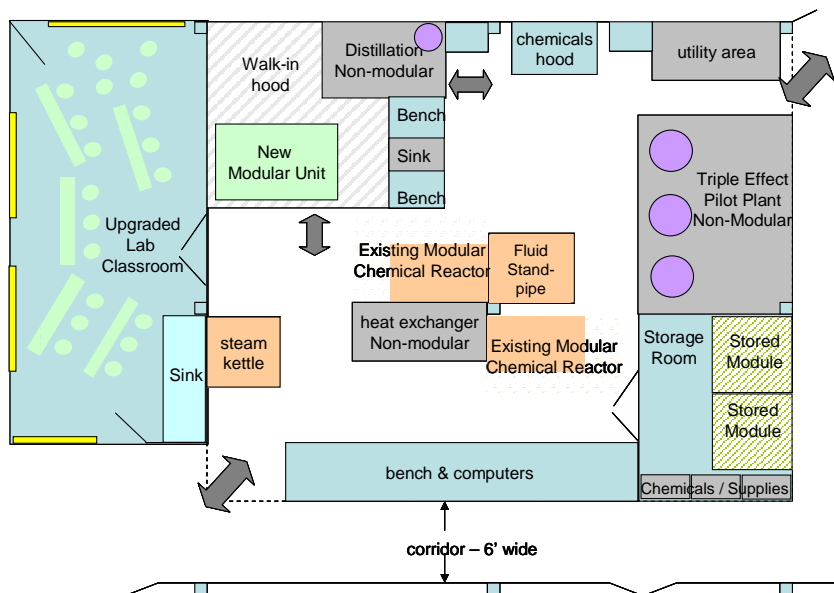 Walk-in
hood
Distillation
Non-modular
chemicals
hood
utility area
Bench
Sink
Bench
New
Modular Unit
Triple Effect
Pilot Plant
Non-Modular
Upgraded
Lab
Classroom
Existing Modular
Chemical Reactor
Fluid
Stand-
pipe
heat exchanger
Non-modular
Existing Modular
Chemical Reactor
steam
kettle
Sink
Storage
Room
Stored
Module
Stored
Module
bench & computers
Chemicals / Supplies
corridor – 6' wide